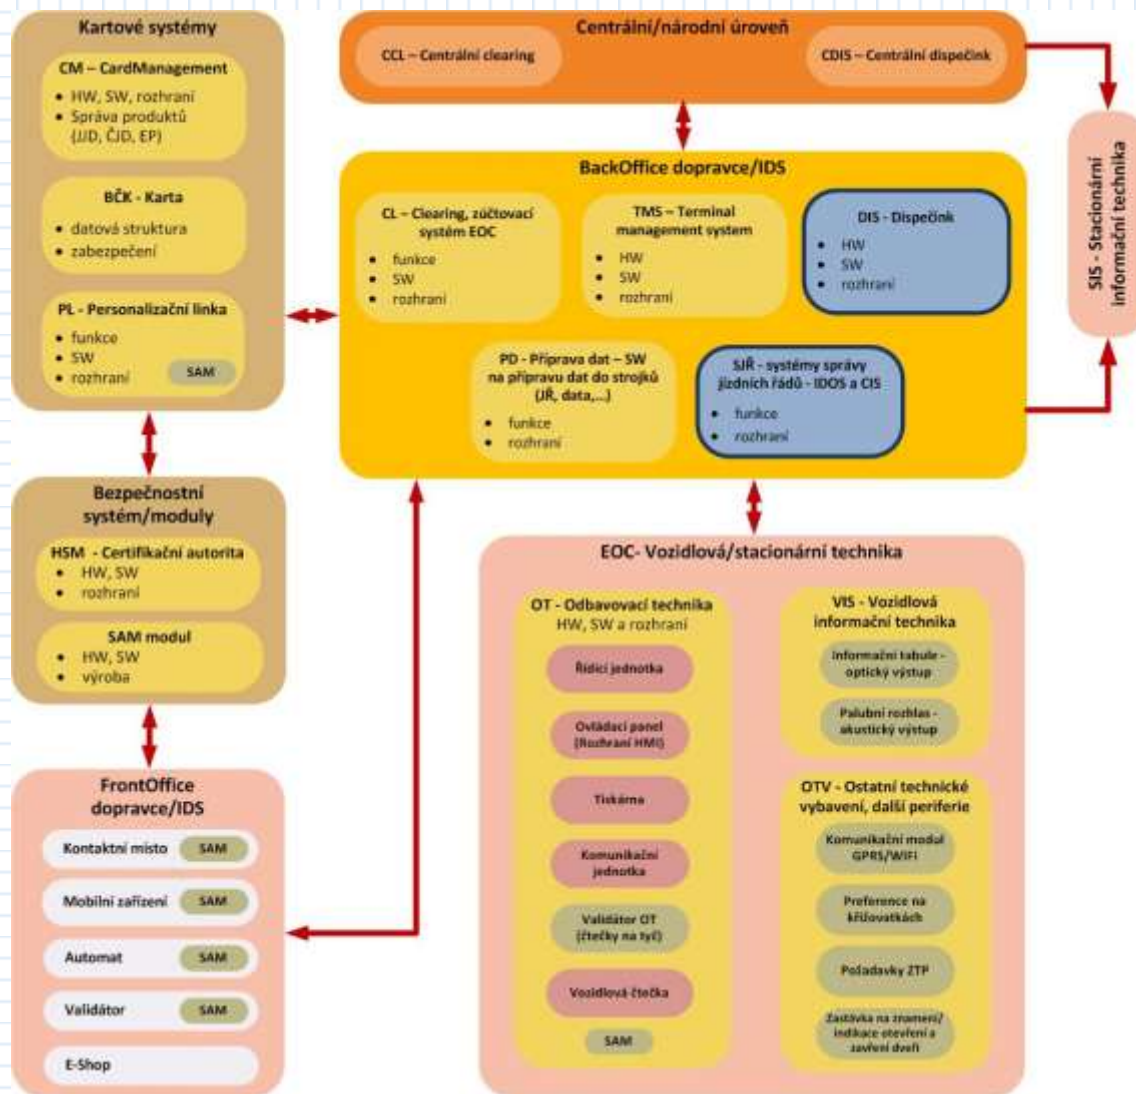 Kartové systémy
CM – CardManagement
• HW, SW, rozhraní
• Správa produktů
(JJD, ČJD, EP)
BČK - Karta
• datová struktura
• zabezpečení
PL - Personalizační linka
• funkce
• SW
• rozhraní
SAM
Centrální/národní úroveň
CCL – Centrální clearing
CDIS – Centrální dispečink
BackOffice dopravce/IDS
CL – Clearing, zúčtovací
systém EOC
• funkce
• SW
• rozhraní
TMS – Terminal
management system
• HW
• SW
• rozhraní
DIS - Dispečink
• HW
• SW
• rozhraní
PD - Příprava dat – SW
na přípravu dat do strojků
(JŘ, data,...)
• funkce
• rozhraní
SJŘ - systémy správy
jízdních řádů - IDOS a CIS
• funkce
• rozhraní
SIS - Stacionární
informační technika
Bezpečnostní
systém/moduly
HSM - Certifikační autorita
• HW, SW
• rozhraní
SAM modul
• HW, SW
• výroba
FrontOffice
dopravce/IDS
Kontaktní místo SAM
Mobilní zařízení SAM
Automat SAM
Validátor SAM
E-Shop
EOC- Vozidlová/stacionární technika
OT - Odbavovací technika
HW, SW a rozhraní
Řídicí jednotka
Ovládací panel
(Rozhraní HMI)
Tiskárna
Komunikační
jednotka
Validátor OT
(čtečky na tyč)
Vozidlová čtečka
SAM
VIS - Vozidlová
informační technika
Informační tabule -
optický výstup
Palubní rozhlas -
akustický výstup
OTV - Ostatní technické
vybavení, další periferie
Komunikační modul
GPRS/WiFi
Preference na
křižovatkách
Požadavky ZTP
Zastávka na znamení/
indikace otevření a
zavření dveří